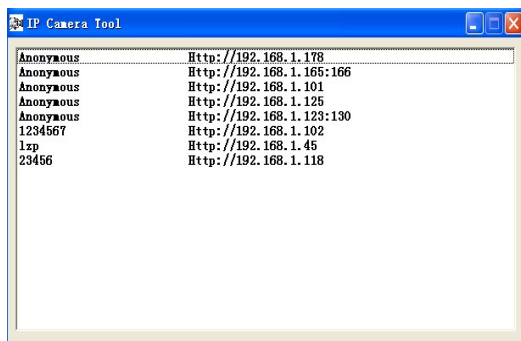 IP Camera Tool
Anonymous Http://192.168.1.178
Anonymous Http://192.168.1.165:166
Anonymous Http://192.168.1.101
Anonymous Http://192.168.1.125
Anonymous Http://192.168.1.123:130
1234567 Http://192.168.1.102
lzp Http://192.168.1.45
23456 Http://192.168.1.118